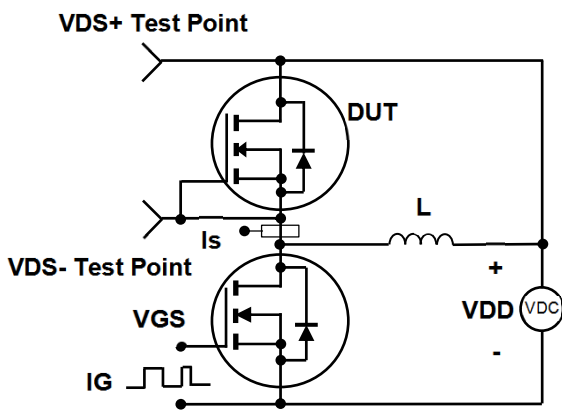 VDS+ Test Point
DUT
L
Is
VDS- Test Point
+
VGS
VDD
VDC
-
IG